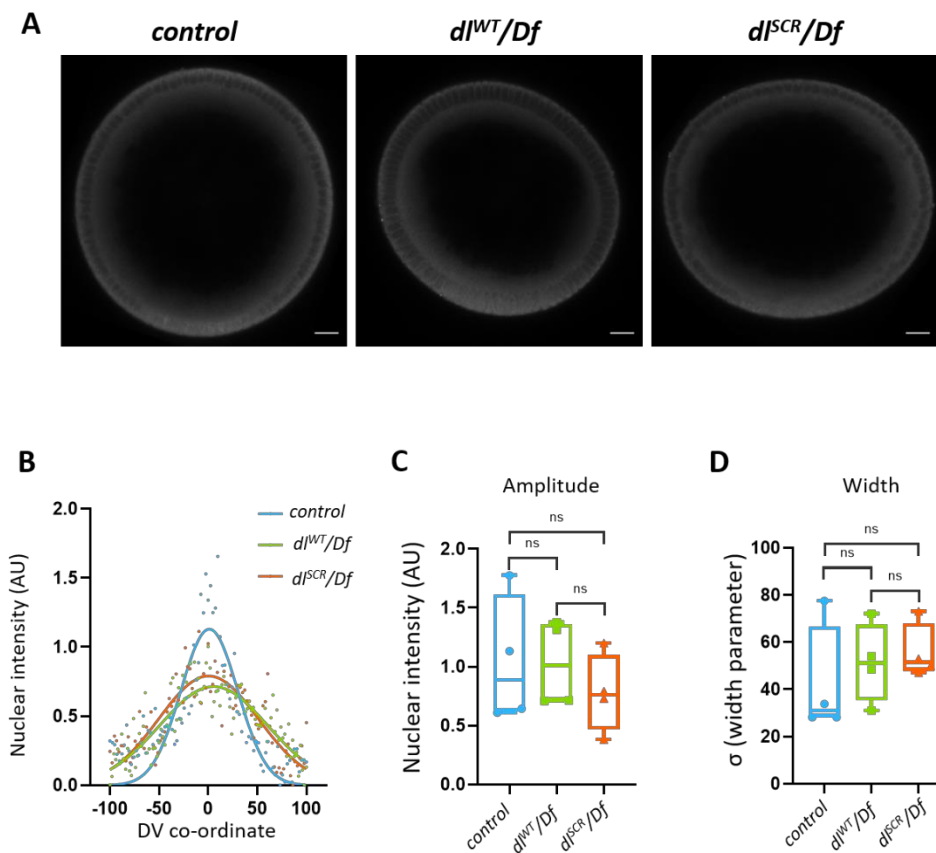 A
control
dl^WT/Df
dl^SCR/Df
B
2.0
1.5
1.0
0.5
0.0
Nuclear intensity (AU)
-100 -50 0 50 100
DV co-ordinate
control
dl^WT/Df
dl^SCR/Df
C
Amplitude
ns
ns
ns
2.0
1.5
1.0
0.5
0.0
Nuclear intensity (AU)
control
dl^WT/Df
dl^SCR/Df
D
Width
ns
ns
ns
100
80
60
40
20
0
σ (width parameter)
control
dl^WT/Df
dl^SCR/Df